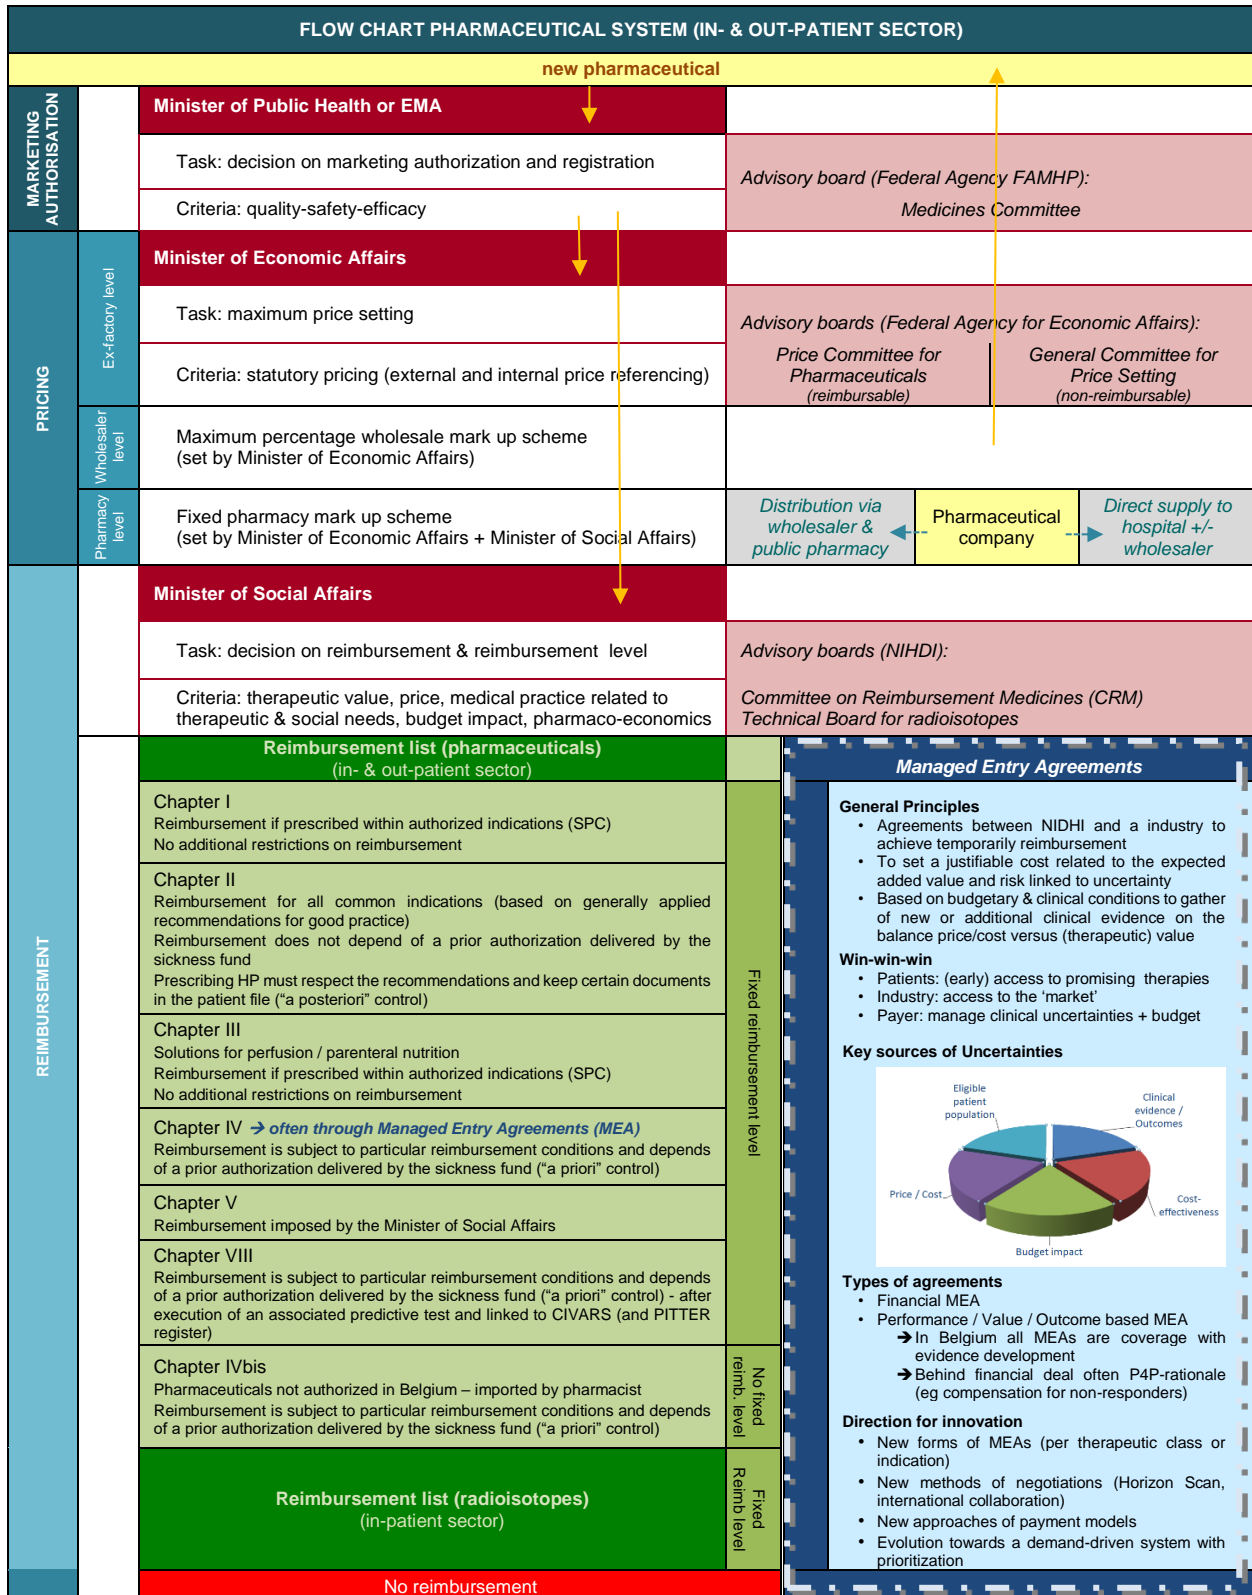 FLOW CHART PHARMACEUTICAL SYSTEM (IN- & OUT-PATIENT SECTOR)
new pharmaceutical
MARKETING
AUTHORISATION
Minister of Public Health or EMA
Task: decision on marketing authorization and registration
Criteria: quality-safety-efficacy
Advisory board (Federal Agency FAMHP):
Medicines Committee
PRICING
Ex-factory level
Minister of Economic Affairs
Task: maximum price setting
Criteria: statutory pricing (external and internal price referencing)
Advisory boards (Federal Agency for Economic Affairs):
Price Committee for
Pharmaceuticals
(reimbursable)
General Committee for
Price Setting
(non-reimbursable)
Wholesaler
level
Maximum percentage wholesale mark up scheme
(set by Minister of Economic Affairs)
Pharmacy
level
Fixed pharmacy mark up scheme
(set by Minister of Economic Affairs + Minister of Social Affairs)
Distribution via
wholesaler &
public pharmacy
Pharmaceutical
company
Direct supply to
hospital +/-
wholesaler
REIMBURSEMENT
Minister of Social Affairs
Task: decision on reimbursement & reimbursement level
Criteria: therapeutic value, price, medical practice related to
therapeutic & social needs, budget impact, pharmaco-economics
Advisory boards (NIHDI):
Committee on Reimbursement Medicines (CRM)
Technical Board for radioisotopes
Reimbursement list (pharmaceuticals)
(in- & out-patient sector)
Chapter I
Reimbursement if prescribed within authorized indications (SPC)
No additional restrictions on reimbursement
Chapter II
Reimbursement for all common indications (based on generally applied
recommendations for good practice)
Reimbursement does not depend of a prior authorization delivered by the
sickness fund
Prescribing HP must respect the recommendations and keep certain documents
in the patient file ("a posteriori" control)
Chapter III
Solutions for perfusion / parenteral nutrition
Reimbursement if prescribed within authorized indications (SPC)
No additional restrictions on reimbursement
Chapter IV ➔ often through Managed Entry Agreements (MEA)
Reimbursement is subject to particular reimbursement conditions and depends
of a prior authorization delivered by the sickness fund ("a priori" control)
Chapter V
Reimbursement imposed by the Minister of Social Affairs
Chapter VIII
Reimbursement is subject to particular reimbursement conditions and depends
of a prior authorization delivered by the sickness fund ("a priori" control) - after
execution of an associated predictive test and linked to CIVARS (and PITTER
register)
Fixed reimbursement level
Chapter IVbis
Pharmaceuticals not authorized in Belgium – imported by pharmacist
Reimbursement is subject to particular reimbursement conditions and depends
of a prior authorization delivered by the sickness fund ("a priori" control)
No fixed
reimb. level
Reimbursement list (radioisotopes)
(in-patient sector)
Fixed
Reimb level
No reimbursement
Managed Entry Agreements
General Principles
• Agreements between NIDHI and a industry to
achieve temporarily reimbursement
• To set a justifiable cost related to the expected
added value and risk linked to uncertainty
• Based on budgetary & clinical conditions to gather
of new or additional clinical evidence on the
balance price/cost versus (therapeutic) value
Win-win-win
• Patients: (early) access to promising therapies
• Industry: access to the 'market'
• Payer: manage clinical uncertainties + budget
Key sources of Uncertainties
Eligible
patient
population
Clinical
evidence /
Outcomes
Price / Cost
Cost-
effectiveness
Budget impact
Types of agreements
• Financial MEA
• Performance / Value / Outcome based MEA
➔ In Belgium all MEAs are coverage with
evidence development
➔ Behind financial deal often P4P-rationale
(eg compensation for non-responders)
Direction for innovation
• New forms of MEAs (per therapeutic class or
indication)
• New methods of negotiations (Horizon Scan,
international collaboration)
• New approaches of payment models
• Evolution towards a demand-driven system with
prioritization